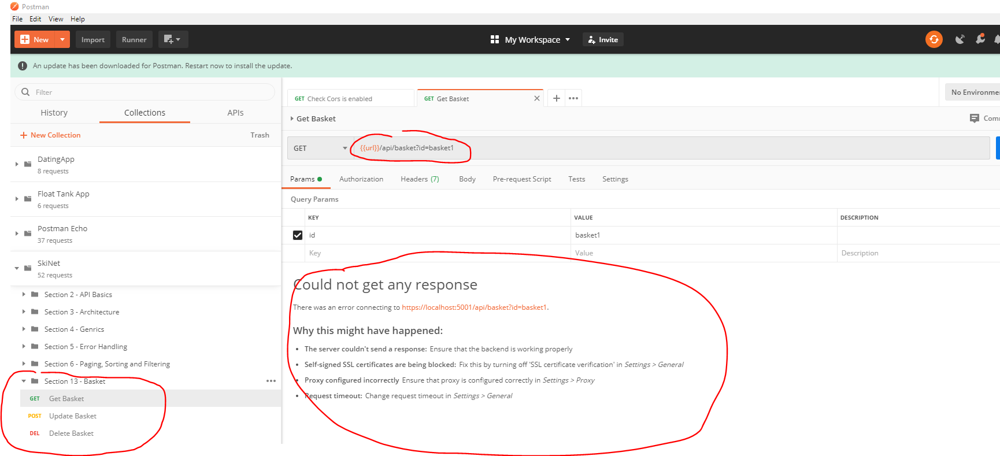 Postman
File Edit View Help
New Import Runner My Workspace Invite
An update has been downloaded for Postman. Restart now to install the update.
Filter
History Collections APIs
New Collection Trash
DatingApp
8 requests
Float Tank App
6 requests
Postman Echo
37 requests
SkiNet
52 requests
Section 2 - API Basics
Section 3 - Architecture
Section 4 - Genrics
Section 5 - Error Handling
Section 6 - Paging, Sorting and Filtering
Section 13 - Basket
GET Get Basket
POST Update Basket
DEL Delete Basket
GET Check Cors is enabled GET Get Basket
No Environme
Get Basket
Com
GET {{url}}/api/basket?id=basket1
Params Authorization Headers (7) Body Pre-request Script Tests Settings
Query Params
KEY VALUE DESCRIPTION
id basket1
Key Value Description
Could not get any response
There was an error connecting to https://localhost:5001/api/basket?id=basket1.
Why this might have happened:
The server couldn't send a response: Ensure that the backend is working properly
Self-signed SSL certificates are being blocked: Fix this by turning off 'SSL certificate verification' in Settings > General
Proxy configured incorrectly Ensure that proxy is configured correctly in Settings > Proxy
Request timeout: Change request timeout in Settings > General